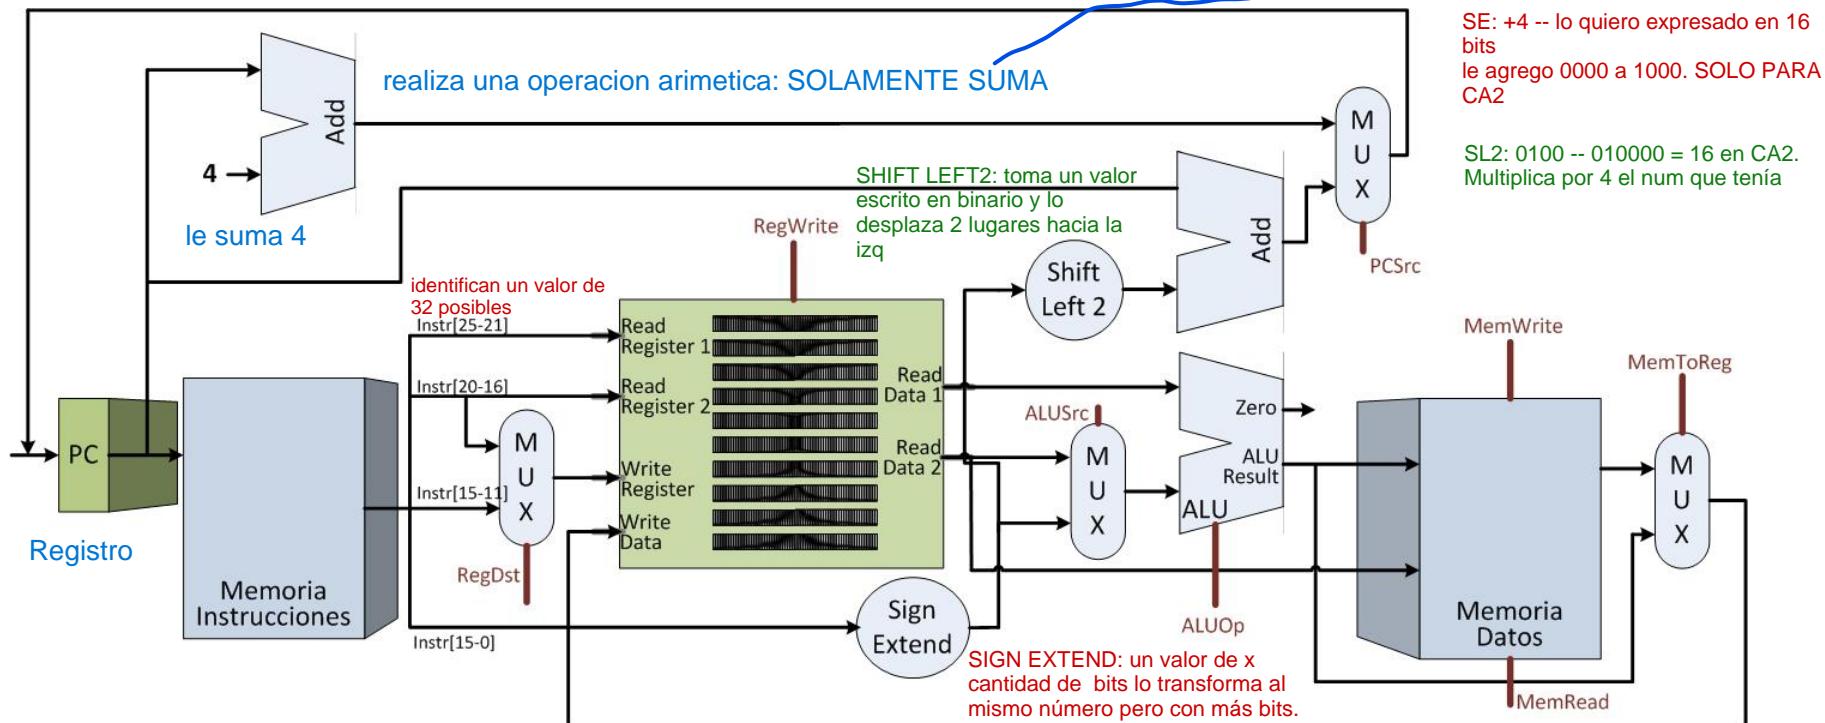 SE: +4 -- lo quiero expresado en 16
bits
le agrego 0000 a 1000. SOLO PARA
CA2
realiza una operacion arimetica: SOLAMENTE SUMA
Add
M
U
X
4
SL2: 0100 -- 010000 = 16 en CA2.
Multiplica por 4 el num que tenía
SHIFT LEFT2: toma un valor
escrito en binario y lo
desplaza 2 lugares hacia la
izq
le suma 4
RegWrite
Add
PCSrc
Shift
Left 2
identifican un valor de
32 posibles
Instr[25-21]
Read
Register 1
MemWrite
MemToReg
Instr[20-16]
Read
Register 2
Read
Data 1
ALUSrc
Zero
PC
M
U
X
Read
Data 2
M
U
X
ALU
Result
M
U
X
Instr[15-11]
Write
Register
Write
Data
ALU
Registro
RegDst
Memoria
Instrucciones
Sign
Extend
ALUOp
Memoria
Datos
Instr[15-0]
SIGN EXTEND: un valor de x
cantidad de bits lo transforma al
mismo número pero con más bits.
MemRead